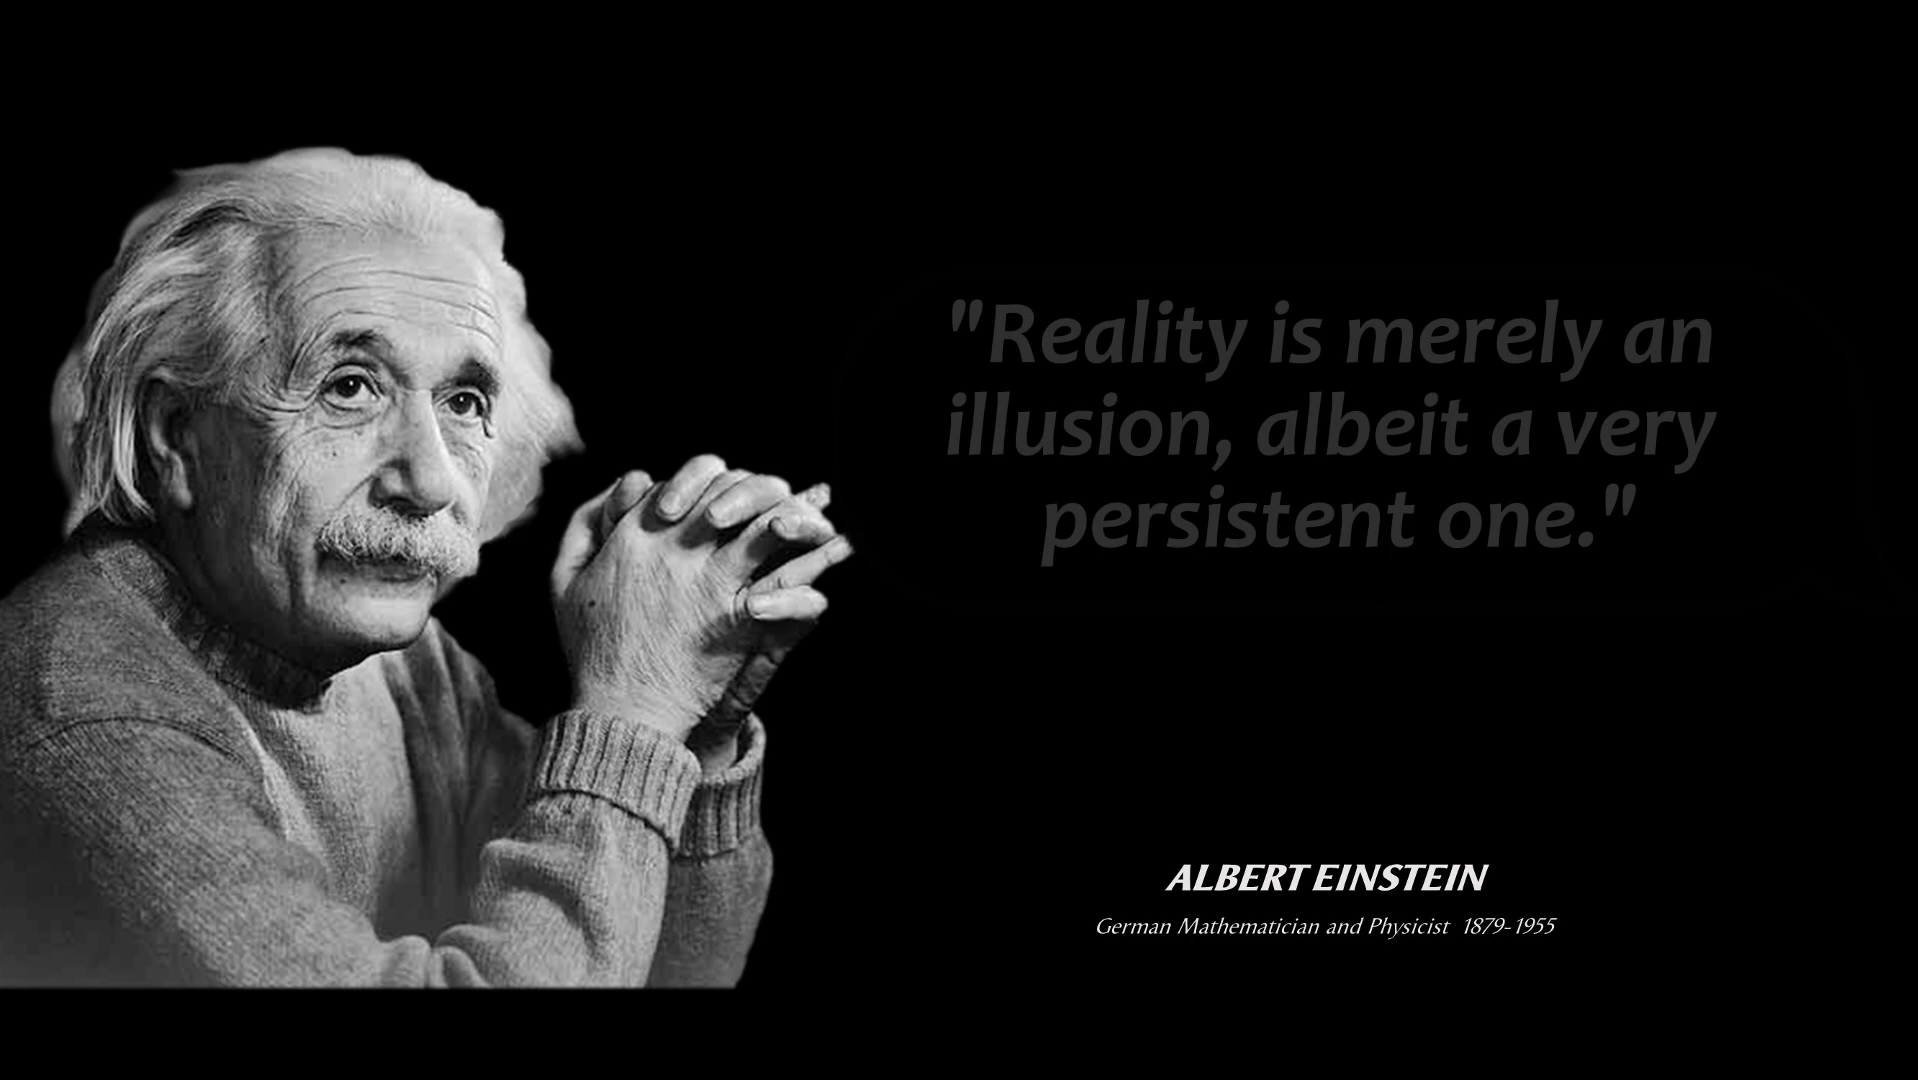 "Reality is merely an
illusion, albeit a very
persistent one."
ALBERT EINSTEIN
German Mathematician and Physicist 1879-1955